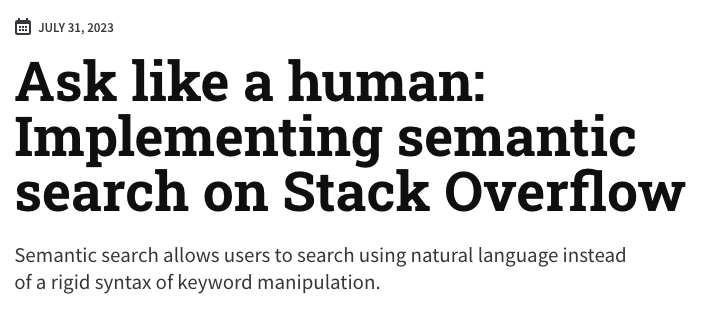 JULY 31, 2023
Ask like a human:
Implementing semantic
search on Stack Overflow
Semantic search allows users to search using natural language instead
of a rigid syntax of keyword manipulation.